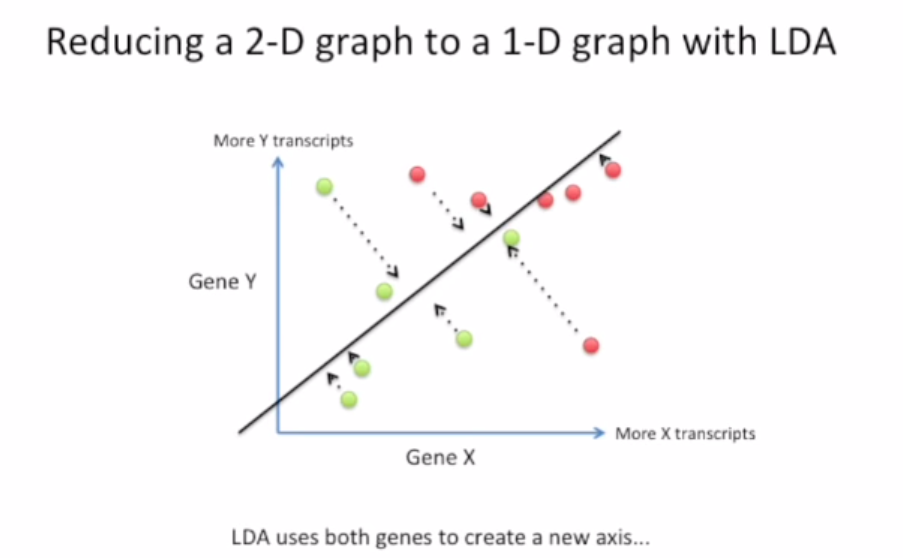 Reducing a 2-D graph to a 1-D graph with LDA
More Y transcripts
Gene Y
More X transcripts
Gene X
LDA uses both genes to create a new axis...